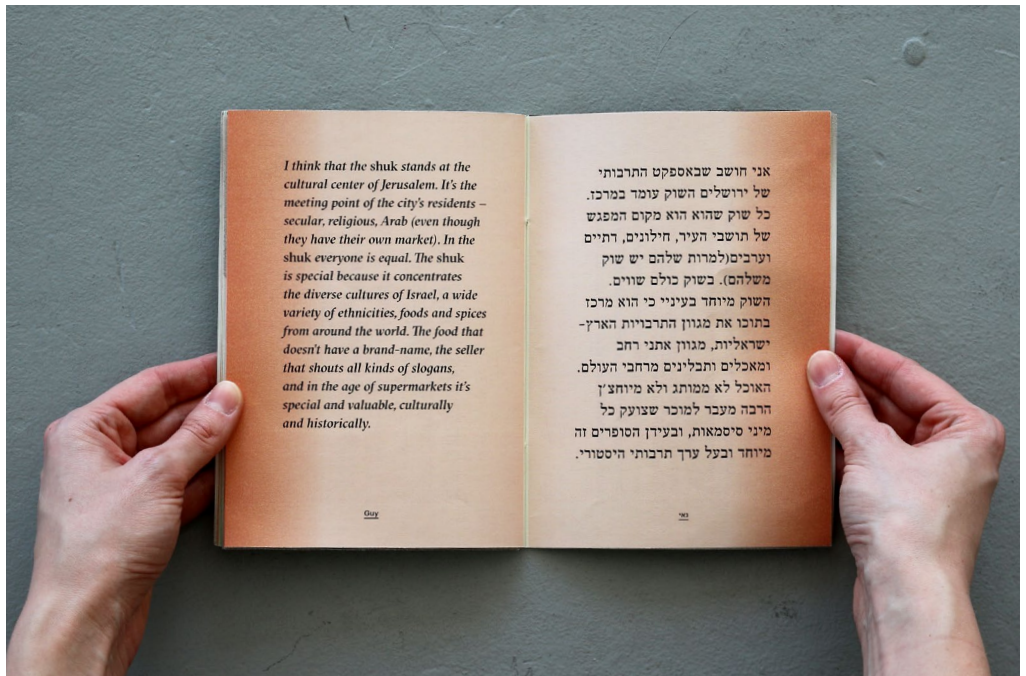 I think that the shuk stands at the
cultural center of Jerusalem. It's the
meeting point of the city's residents –
secular, religious, Arab (even though
they have their own market). In the
shuk everyone is equal. The shuk
is special because it concentrates
the diverse cultures of Israel, a wide
variety of ethnicities, foods and spices
from around the world. The food that
doesn't have a brand-name, the seller
that shouts all kinds of slogans,
and in the age of supermarkets it's
special and valuable, culturally
and historically.
Guy
אני חושב שבאספקט התרבותי
של ירושלים השוק עומד במרכז.
כל שוק שהוא הוא מקום המפגש
של תושבי העיר, חילונים, דתיים
וערבים(למרות שלהם יש שוק
משלהם). בשוק כולם שווים.
השוק מיוחד בעיניי כי הוא מרכז
בתוכו את מגוון התרבויות הארץ-
ישראליות, מגוון אתני רחב
ומאכלים ותבלינים מרחבי העולם.
האוכל לא ממותג ולא מיוחצ״ן
הרבה מעבר למוכר שצועק כל
מיני סיסמאות, ובעידן הסופרים זה
מיוחד ובעל ערך תרבותי היסטורי.
גאי